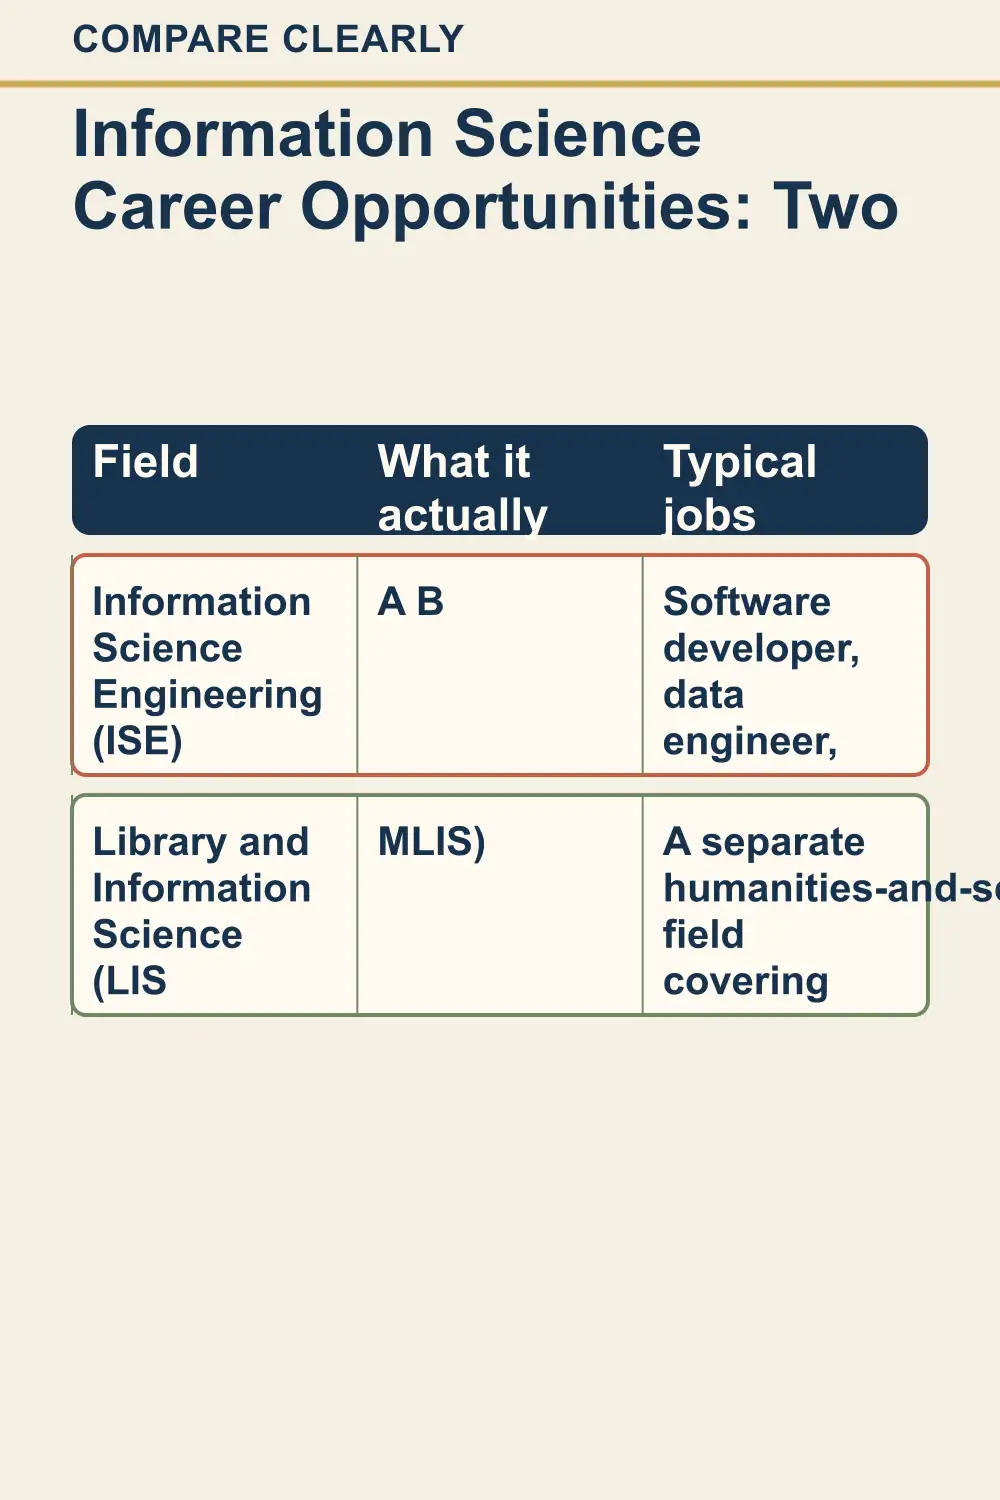 COMPARE CLEARLY
Information Science
Career Opportunities: Two
Field
What it
actually
Typical
jobs
Information
Science
Engineering
(ISE)
A B
Software
developer,
data
engineer,
Library and
Information
Science
(LIS
MLIS)
A separate
humanities-and-
field
covering